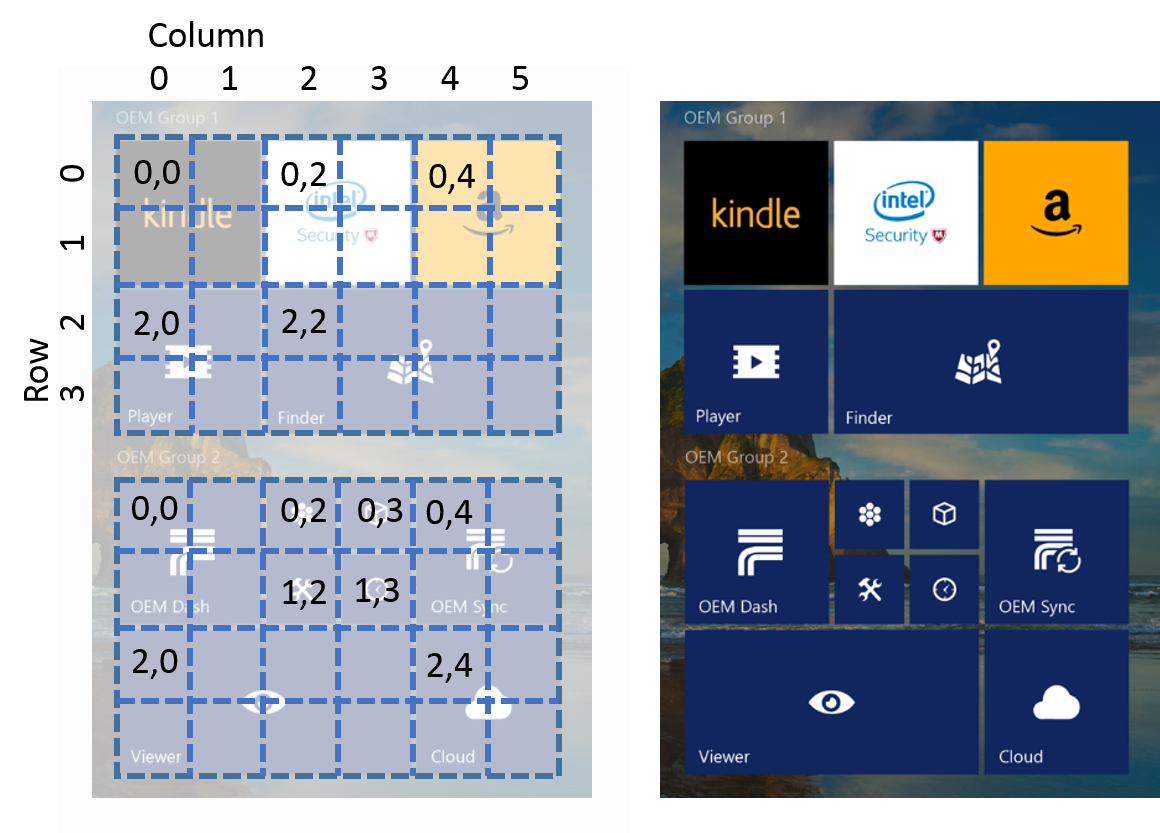 Column
0 1 2 3 4 5
Row
0
1
2
3
OEM Group 1
0,0 0,2 0,4
kindle intel
Security
a
2,0 2,2
Player Finder
OEM Group 2
0,0 0,2 0,3 0,4
1,2 1,3
OEM Dash OEM Sync
2,0 2,4
Viewer Cloud
OEM Group 1
kindle intel
Security
a
Player Finder
OEM Group 2
OEM Dash OEM Sync
Viewer Cloud